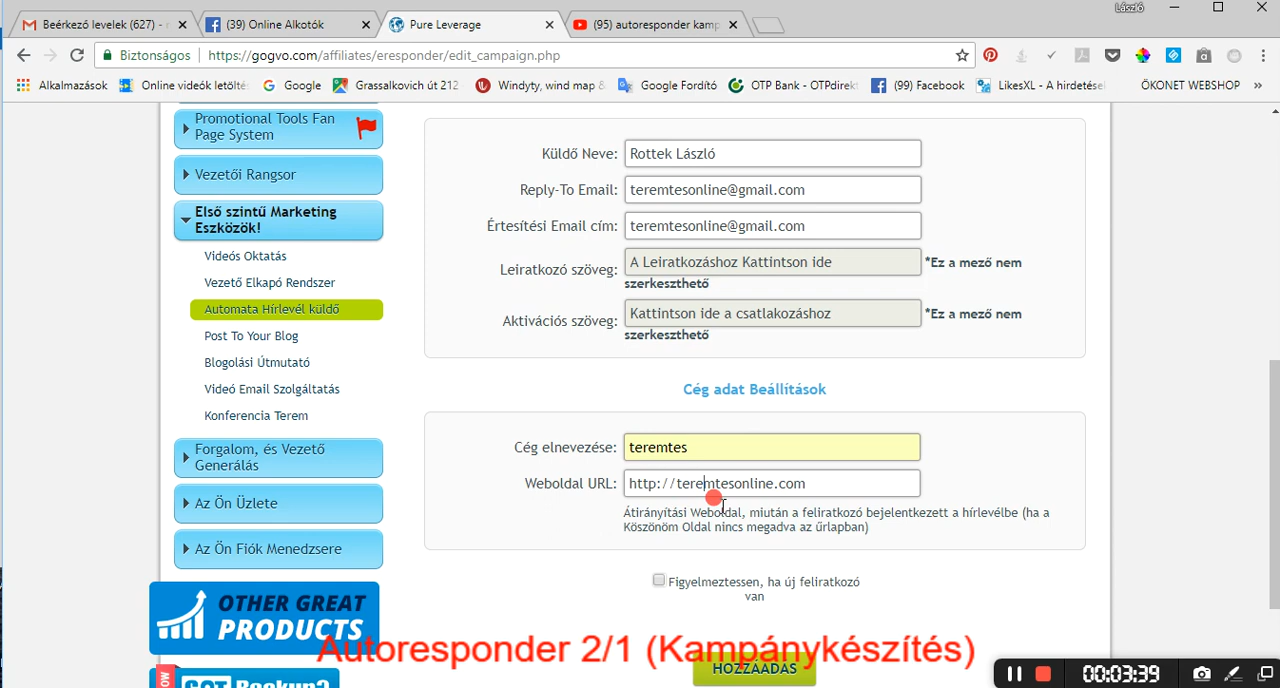 László
Beérkező levelek (627) -
(39) Online Alkotók
Pure Leverage
(95) autoresponder kamp
Biztonságos
https://gogvo.com/affiliates/eresponder/edit_campaign.php
Alkalmazások
Online videók letölté
Google
Grassalkovich út 212
Windyty, wind map &
Google Fordító
OTP Bank - OTPdirek
(99) Facebook
LikesXL - A hirdetése
ÖKONET WEBSHOP
»
Promotional Tools Fan
Page System
Vezetői Rangsor
Első szintű Marketing
Eszközök!
Videós Oktatás
Vezető Elkapó Rendszer
Automata Hírlevél küldő
Post To Your Blog
Blogolási Útmutató
Videó Email Szolgáltatás
Konferencia Terem
Forgalom, és Vezető
Generálás
Az Ön Üzlete
Az Ön Fiók Menedzsere
OTHER GREAT
PRODUCTS
Küldő Neve: Rottek László
Reply-To Email: teremtesonline@gmail.com
Értesítési Email cím: teremtesonline@gmail.com
Leiratkozó szöveg: A Leiratkozáshoz Kattintson ide *Ez a mező nem
szerkeszthető
Aktivációs szöveg: Kattintson ide a csatlakozáshoz *Ez a mező nem
szerkeszthető
Cég adat Beállítások
Cég elnevezése: teremtes
Weboldal URL: http://teremtesonline.com
Átirányítási Weboldal, miután a feliratkozó bejelentkezett a hírlevélbe (ha a
Köszönöm Oldal nincs megadva az űrlapban)
Figyelmeztessen, ha új feliratkozó
van
Autoresponder 2/1 (Kampánykészítés)
HOZZÁADÁS
00:03:39